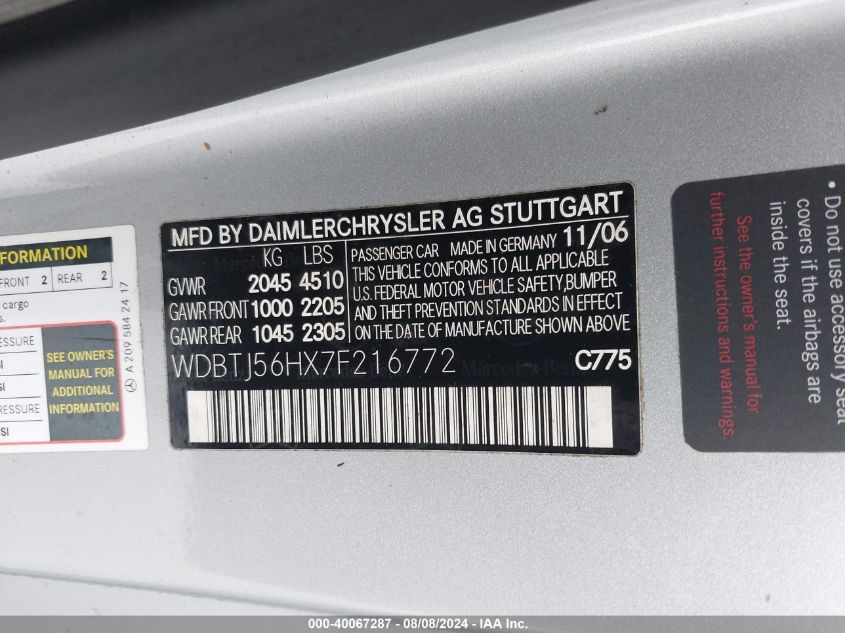 FORMATION
FRONT 2 REAR 2
cargo
s.
RESSURE
SI
SI
RESSURE
SI
SEE OWNER'S
MANUAL FOR
ADDITIONAL
INFORMATION
A 209 584 24 17
MFD BY DAIMLERCHRYSLER AG STUTTGART
KG LBS
GVWR 2045 4510
GAWR FRONT 1000 2205
GAWR REAR 1045 2305
PASSENGER CAR MADE IN GERMANY 11/06
THIS VEHICLE CONFORMS TO ALL APPLICABLE
U.S. FEDERAL MOTOR VEHICLE SAFETY,BUMPER
AND THEFT PREVENTION STANDARDS IN EFFECT
ON THE DATE OF MANUFACTURE SHOWN ABOVE
WDBTJ56HX7F216772 C775
• Do not use accessory seat
covers if the airbags are
inside the seat.
See the owner's manual for
further instructions and warnings.
000-40067287 - 08/08/2024 - IAA Inc.